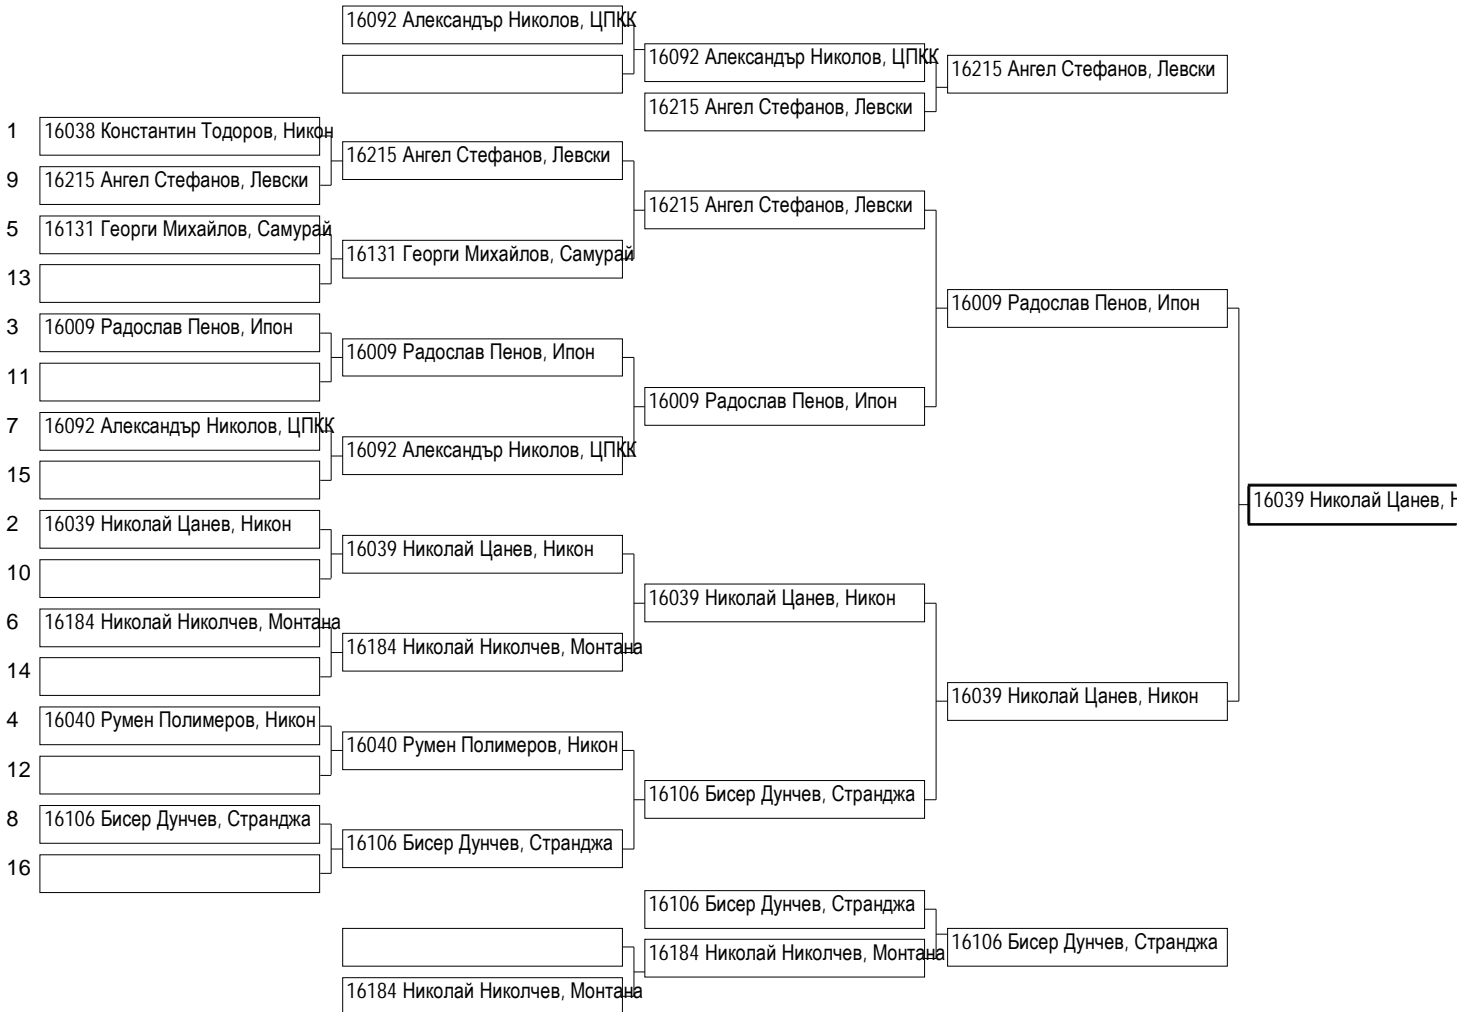 16092 Александър Николов, ЦПКК
16092 Александър Николов, ЦПКК
16215 Ангел Стефанов, Левски
16215 Ангел Стефанов, Левски
1 16038 Константин Тодоров, Никон
16215 Ангел Стефанов, Левски
9 16215 Ангел Стефанов, Левски
16215 Ангел Стефанов, Левски
5 16131 Георги Михайлов, Самурай
16131 Георги Михайлов, Самурай
13
16009 Радослав Пенов, Ипон
3 16009 Радослав Пенов, Ипон
16009 Радослав Пенов, Ипон
11
16009 Радослав Пенов, Ипон
7 16092 Александър Николов, ЦПКК
16092 Александър Николов, ЦПКК
15
16039 Николай Цанев,
2 16039 Николай Цанев, Никон
16039 Николай Цанев, Никон
10
16039 Николай Цанев, Никон
6 16184 Николай Николчев, Монтана
16184 Николай Николчев, Монтана
14
16039 Николай Цанев, Никон
4 16040 Румен Полимеров, Никон
16040 Румен Полимеров, Никон
12
16106 Бисер Дунчев, Странджа
8 16106 Бисер Дунчев, Странджа
16106 Бисер Дунчев, Странджа
16
16106 Бисер Дунчев, Странджа
16184 Николай Николчев, Монтана
16106 Бисер Дунчев, Странджа
16184 Николай Николчев, Монтана